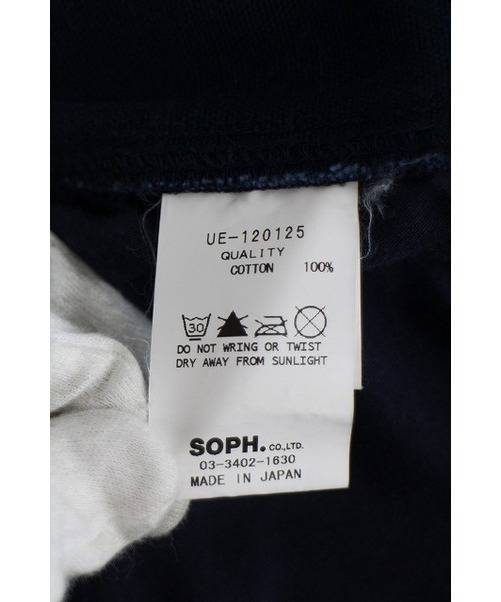 UE-120125
QUALITY
COTTON 100%
30
DO NOT WRING OR TWIST
DRY AWAY FROM SUNLIGHT
SOPH. CO.,LTD.
03-3402-1630
MADE IN JAPAN